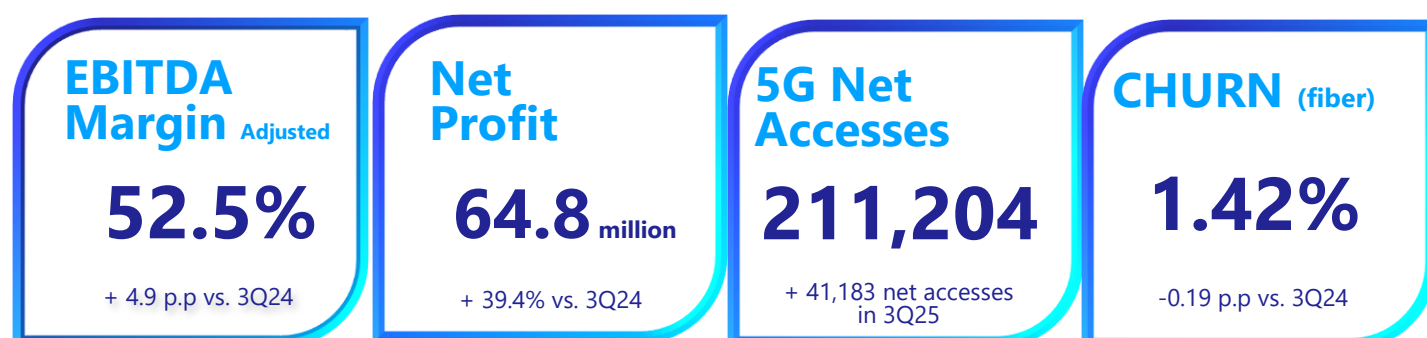 EBITDA
Margin Adjusted
52.5%
+ 4.9 p.p vs. 3Q24
Net
Profit
64.8 million
+ 39.4% vs. 3Q24
5G Net
Accesses
211,204
+ 41,183 net accesses
in 3Q25
CHURN (fiber)
1.42%
-0.19 p.p vs. 3Q24